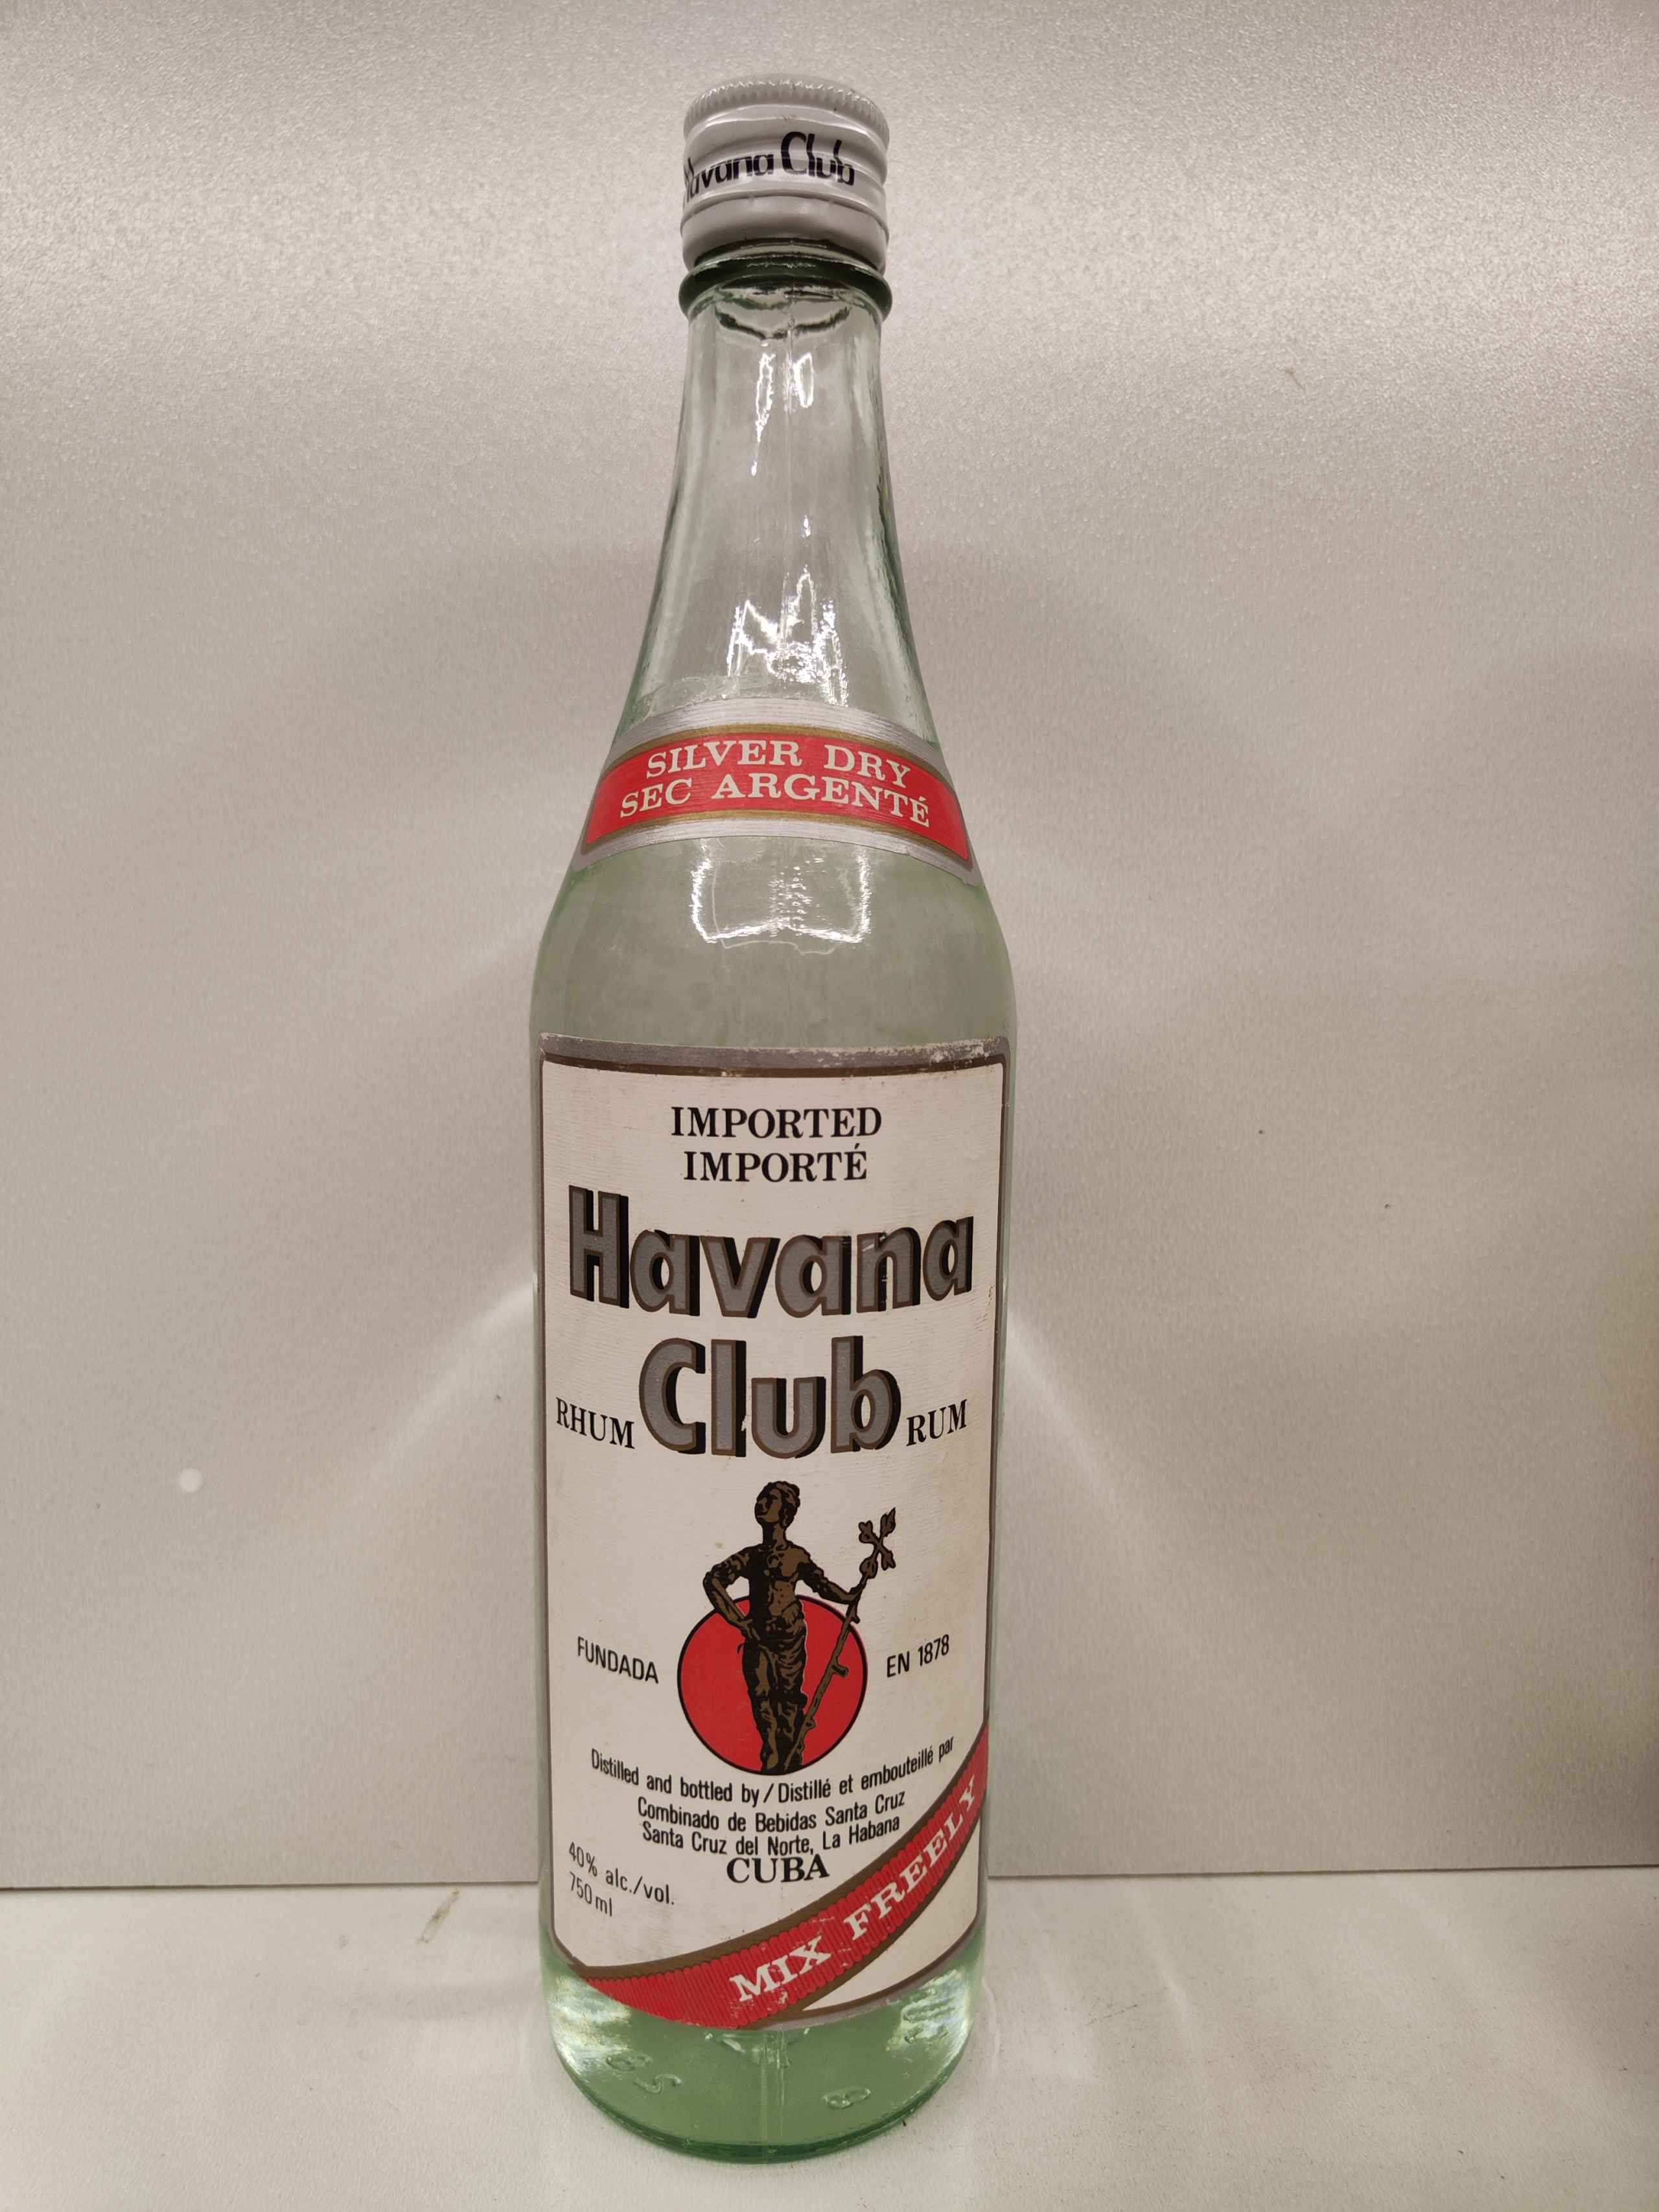 Havana Club
SILVER DRY
SEC ARGENTÉ
IMPORTED
IMPORTÉ
Havana
Club
RHUM RUM
FUNDADA EN 1878
Distilled and bottled by / Distillé et embouteillé par
Combinado de Bebidas Santa Cruz
Santa Cruz del Norte, La Habana
CUBA
40% alc./vol.
750 ml
MIX FREELY